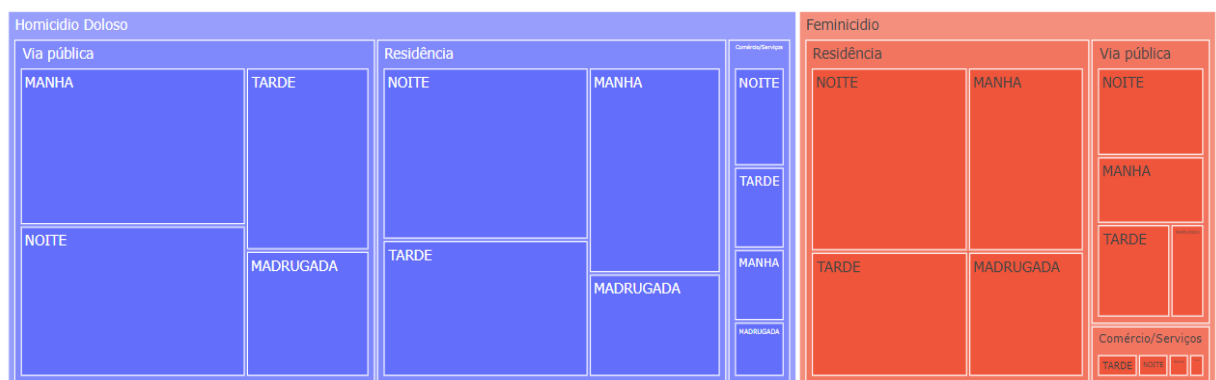 Homicidio Doloso
Via pública
MANHA
TARDE
NOITE
MADRUGADA
Residência
NOITE
MANHA
TARDE
MADRUGADA
Comércio/Serviços
NOITE
TARDE
MANHA
MADRUGADA
Feminicidio
Residência
NOITE
MANHA
TARDE
MADRUGADA
Via pública
NOITE
MANHA
TARDE
Comércio/Serviços
TARDE
NOITE